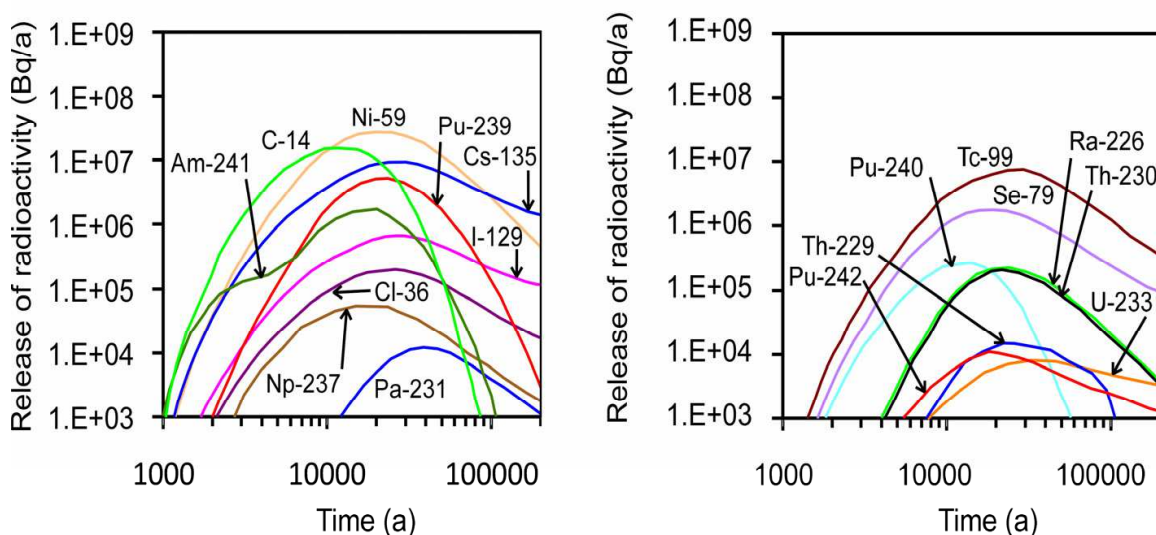 Release of radioactivity (Bq/a)
1.E+09
1.E+08
1.E+07
1.E+06
1.E+05
1.E+04
1.E+03
Ni-59
C-14
Pu-239
Cs-135
Am-241
I-129
Cl-36
Np-237
Pa-231
1000
10000
100000
Time (a)
Release of radioactivity (Bq/a)
1.E+09
1.E+08
1.E+07
1.E+06
1.E+05
1.E+04
1.E+03
Ra-226
Tc-99
Pu-240
Th-230
Se-79
Th-229
Pu-242
U-233
1000
10000
100000
Time (a)